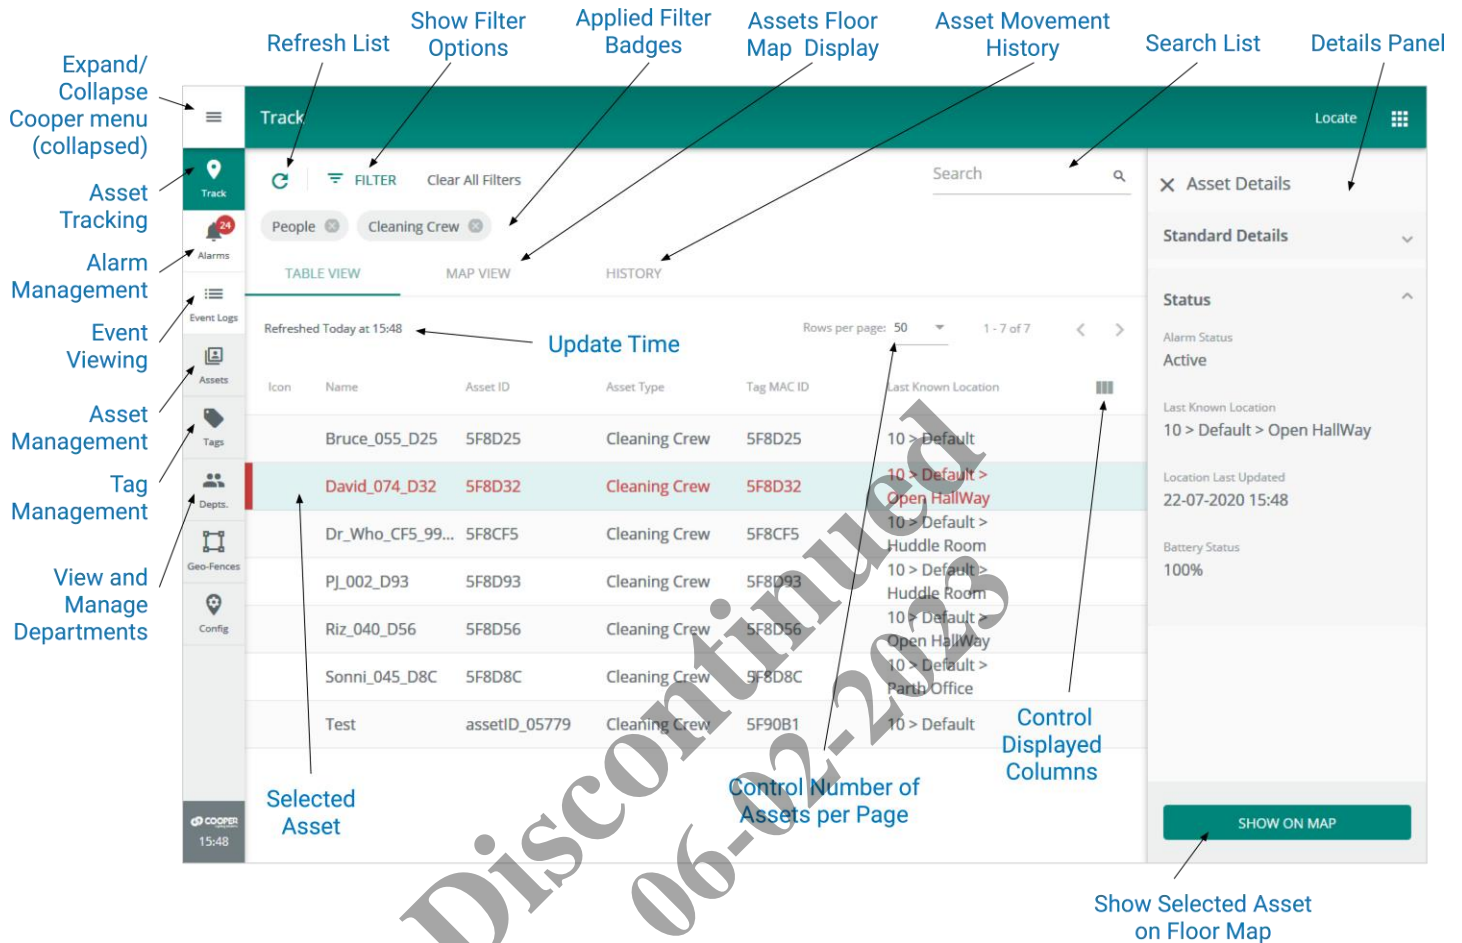 Refresh List
Show Filter
Options
Applied Filter
Badges
Assets Floor
Map Display
Asset Movement
History
Search List
Details Panel
Expand/
Collapse
Cooper menu
(collapsed)
Asset
Tracking
Alarm
Management
Event
Viewing
Asset
Management
Tag
Management
View and
Manage
Departments
Track
Locate
Track
24
Alarms
Event Logs
Assets
Tags
Depts.
Geo-Fences
Config
COOPER
15:48
FILTER
Clear All Filters
Search
People
Cleaning Crew
TABLE VIEW
MAP VIEW
HISTORY
Refreshed Today at 15:48
Update Time
Rows per page: 50
1 - 7 of 7
Icon Name Asset ID Asset Type Tag MAC ID Last Known Location
Bruce_055_D25 5F8D25 Cleaning Crew 5F8D25 10 > Default
David_074_D32 5F8D32 Cleaning Crew 5F8D32 10 > Default >
Open HallWay
Dr_Who_CF5_99... 5F8CF5 Cleaning Crew 5F8CF5 10 > Default >
Huddle Room
PJ_002_D93 5F8D93 Cleaning Crew 5F8D93 10 > Default >
Huddle Room
Riz_040_D56 5F8D56 Cleaning Crew 5F8D56 10 > Default >
Open HallWay
Sonni_045_D8C 5F8D8C Cleaning Crew 5F8D8C 10 > Default >
Parth Office
Test assetID_05779 Cleaning Crew 5F90B1 10 > Default
Selected
Asset
Control Number of
Assets per Page
Control
Displayed
Columns
Asset Details
Standard Details
Status
Alarm Status
Active
Last Known Location
10 > Default > Open HallWay
Location Last Updated
22-07-2020 15:48
Battery Status
100%
SHOW ON MAP
Show Selected Asset
on Floor Map
Discontinued
06-02-2023